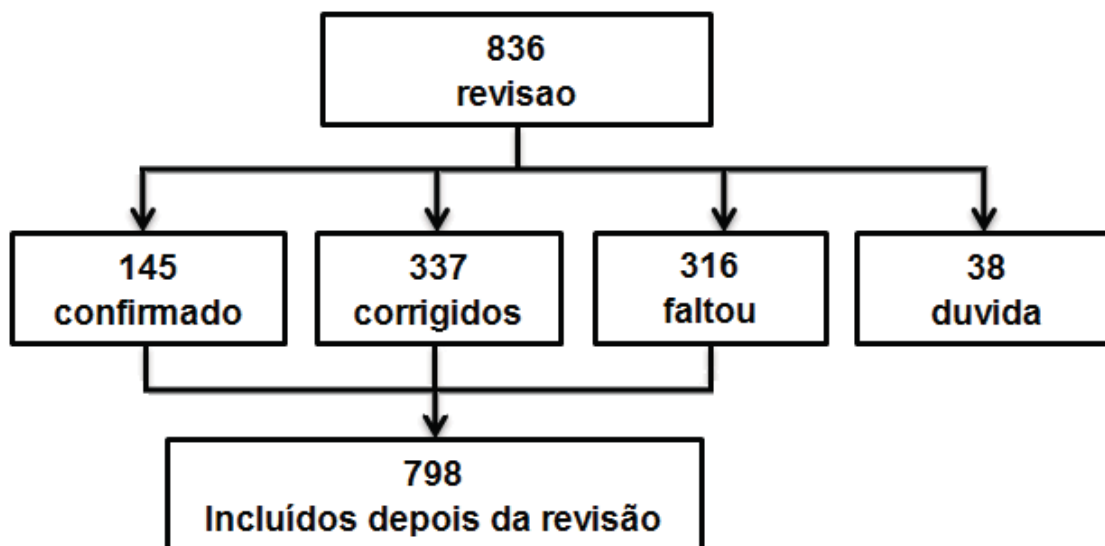 836
revisao
145
confirmado
337
corrigidos
316
faltou
38
duvida
798
Incluídos depois da revisão